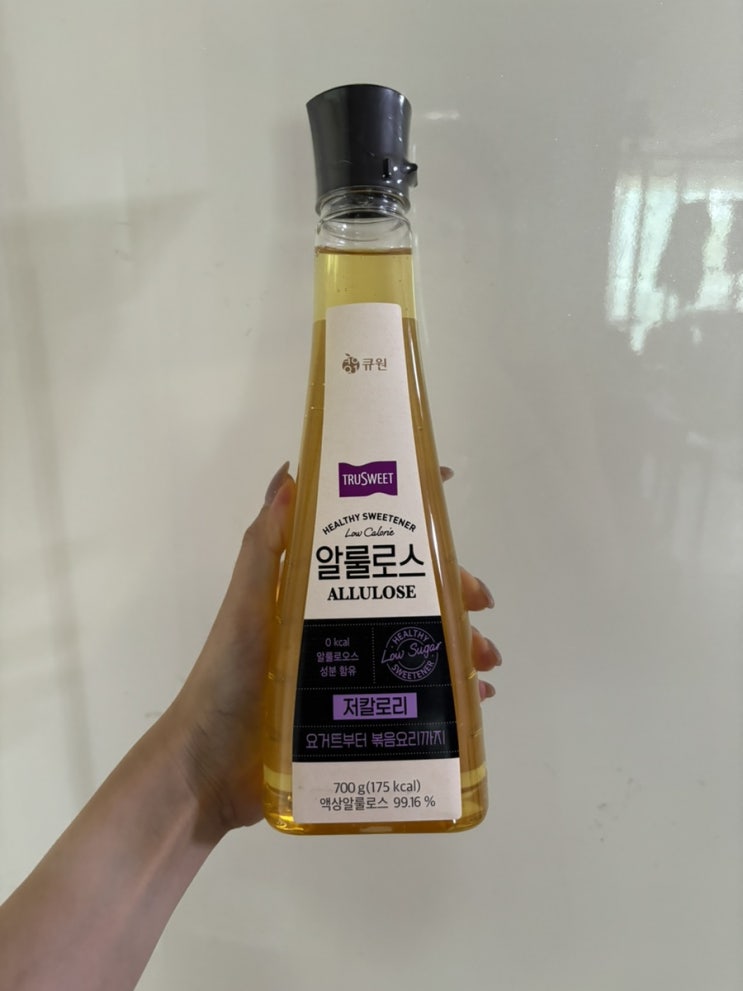 큐원
TRUSWEET
HEALTHY SWEETENER
Low Calorie
알룰로스
ALLULOSE
0 kcal
알룰로오스
성분 함유
HEALTHY
Low Sugar
SWEETENER
저칼로리
요거트부터 볶음요리까지
700 g(175 kcal)
액상알룰로스 99.16 %